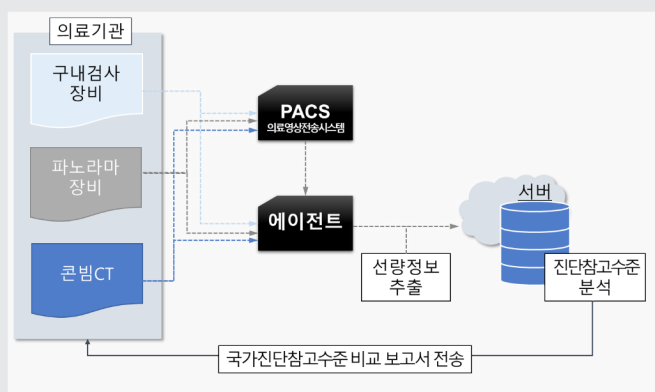 의료기관
구내검사
장비
파노라마
장비
콘빔CT
PACS
의료영상전송시스템
에이전트
선량정보
추출
서버
진단참고수준
분석
국가진단참고수준 비교 보고서 전송